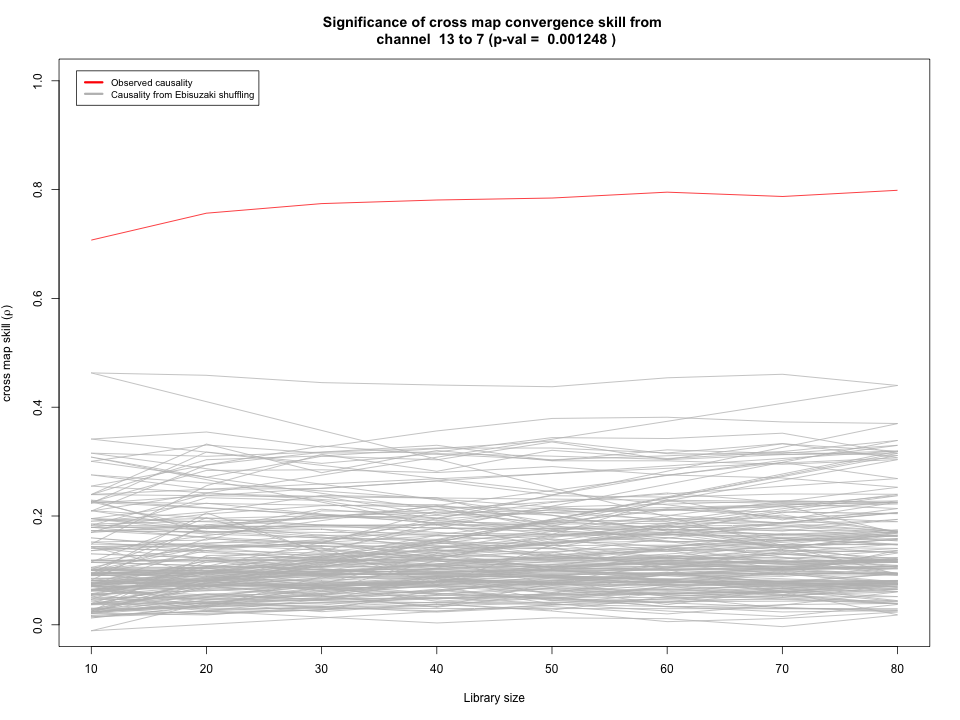 Significance of cross map convergence skill from
channel  13 to 7 (p-val =  0.001248 )
Observed causality
Causality from Ebisuzaki shuffling
cross map skill (ρ)
1.0
0.8
0.6
0.4
0.2
0.0
10 20 30 40 50 60 70 80
Library size